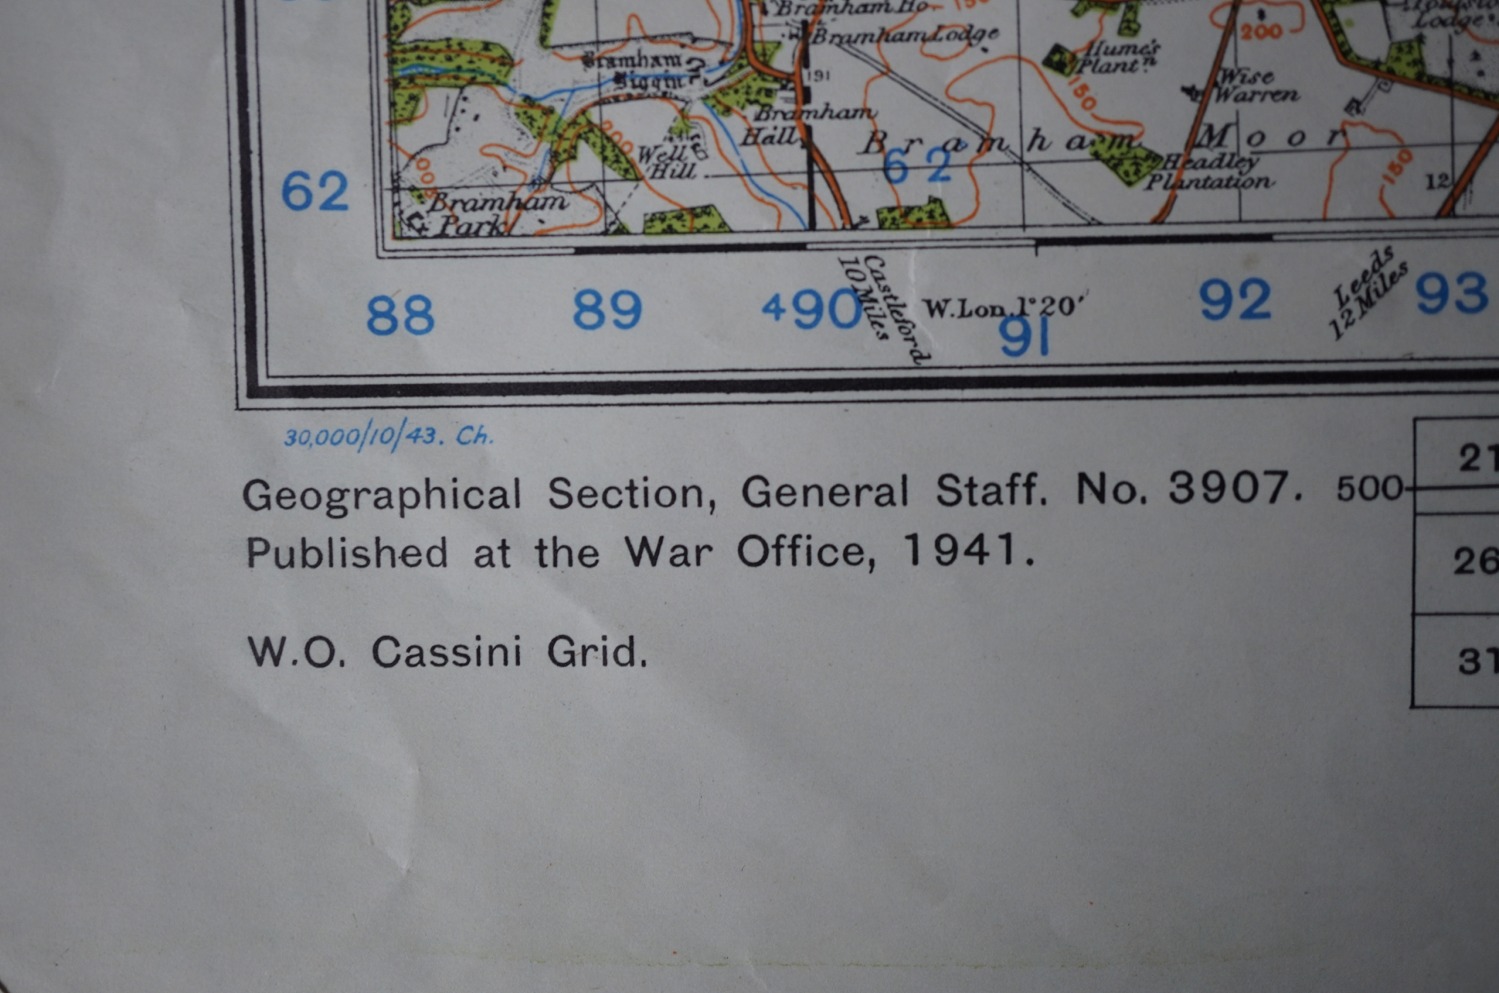 Bramham Ho.
150
Bramham Lodge
Lodge
200
Hume's
Plantn.
Bramham
Biggin
191
150
Wise
Warren
Bramham
Hall
Bramham Moor
200
Well
Hill
62
Headley
Plantation
150
12
62
Bramham
Park
88
89
490
Castleford
10 Miles
W.Lon.1°20′
91
92
Leeds
12 Miles
93
30,000/10/43. Ch.
Geographical Section, General Staff. No. 3907.
500
21
Published at the War Office, 1941.
26
W.O. Cassini Grid.
31